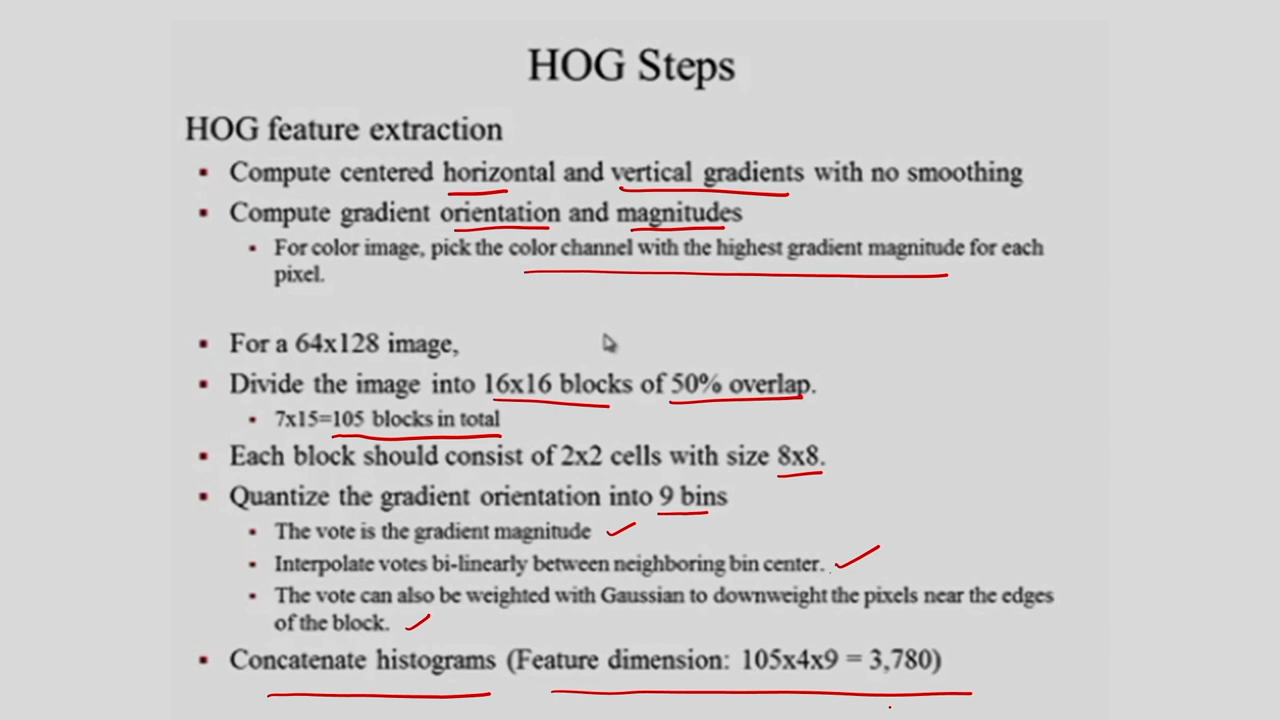 HOG Steps
HOG feature extraction
▪ Compute centered horizontal and vertical gradients with no smoothing
▪ Compute gradient orientation and magnitudes
▪ For color image, pick the color channel with the highest gradient magnitude for each
pixel.
▪ For a 64x128 image,
▪ Divide the image into 16x16 blocks of 50% overlap.
▪ 7x15=105 blocks in total
▪ Each block should consist of 2x2 cells with size 8x8.
▪ Quantize the gradient orientation into 9 bins
▪ The vote is the gradient magnitude
▪ Interpolate votes bi-linearly between neighboring bin center.
▪ The vote can also be weighted with Gaussian to downweight the pixels near the edges
of the block.
▪ Concatenate histograms (Feature dimension: 105x4x9 = 3,780)